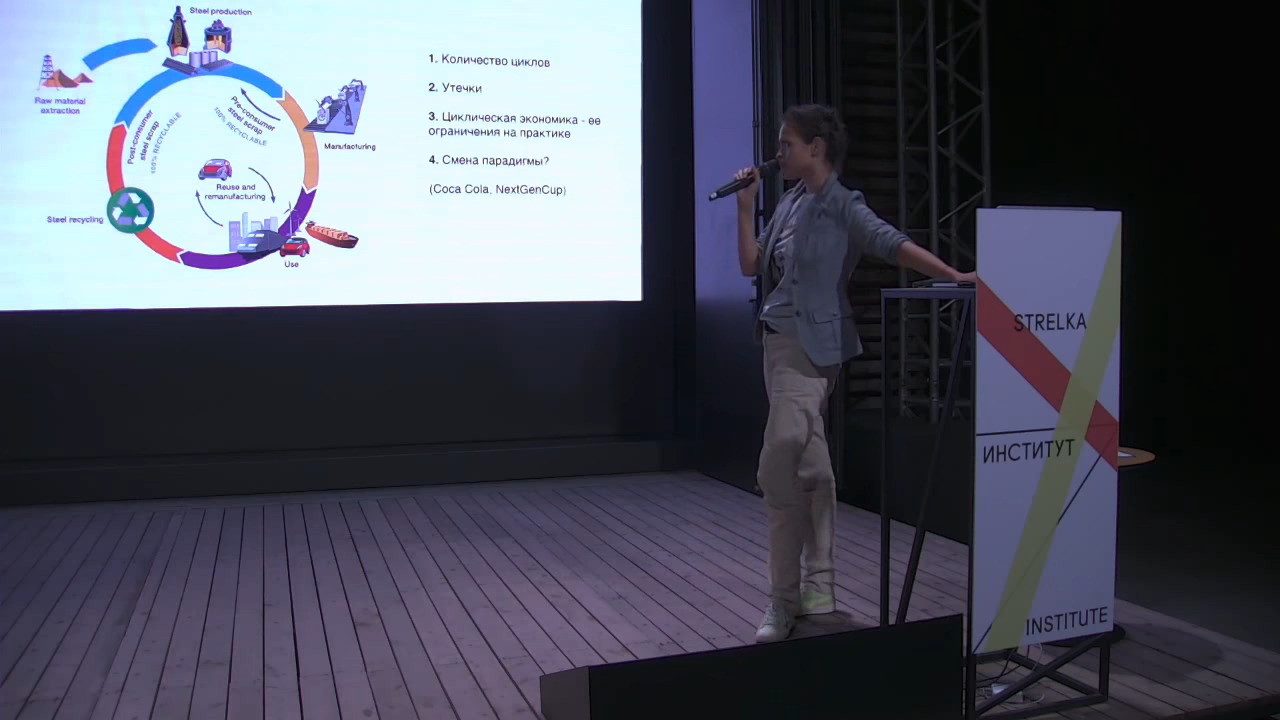 Steel production
Raw material
extraction
Post-consumer
steel scrap
100% RECYCLABLE
Pre-consumer
steel scrap
100% RECYCLABLE
Manufacturing
Reuse and
remanufacturing
Steel recycling
Use
1. Количество циклов
2. Утечки
3. Циклическая экономика - ее
ограничения на практике
4. Смена парадигмы?
(Coca Cola, NextGenCup)
STRELKA
ИНСТИТУТ
INSTITUTE